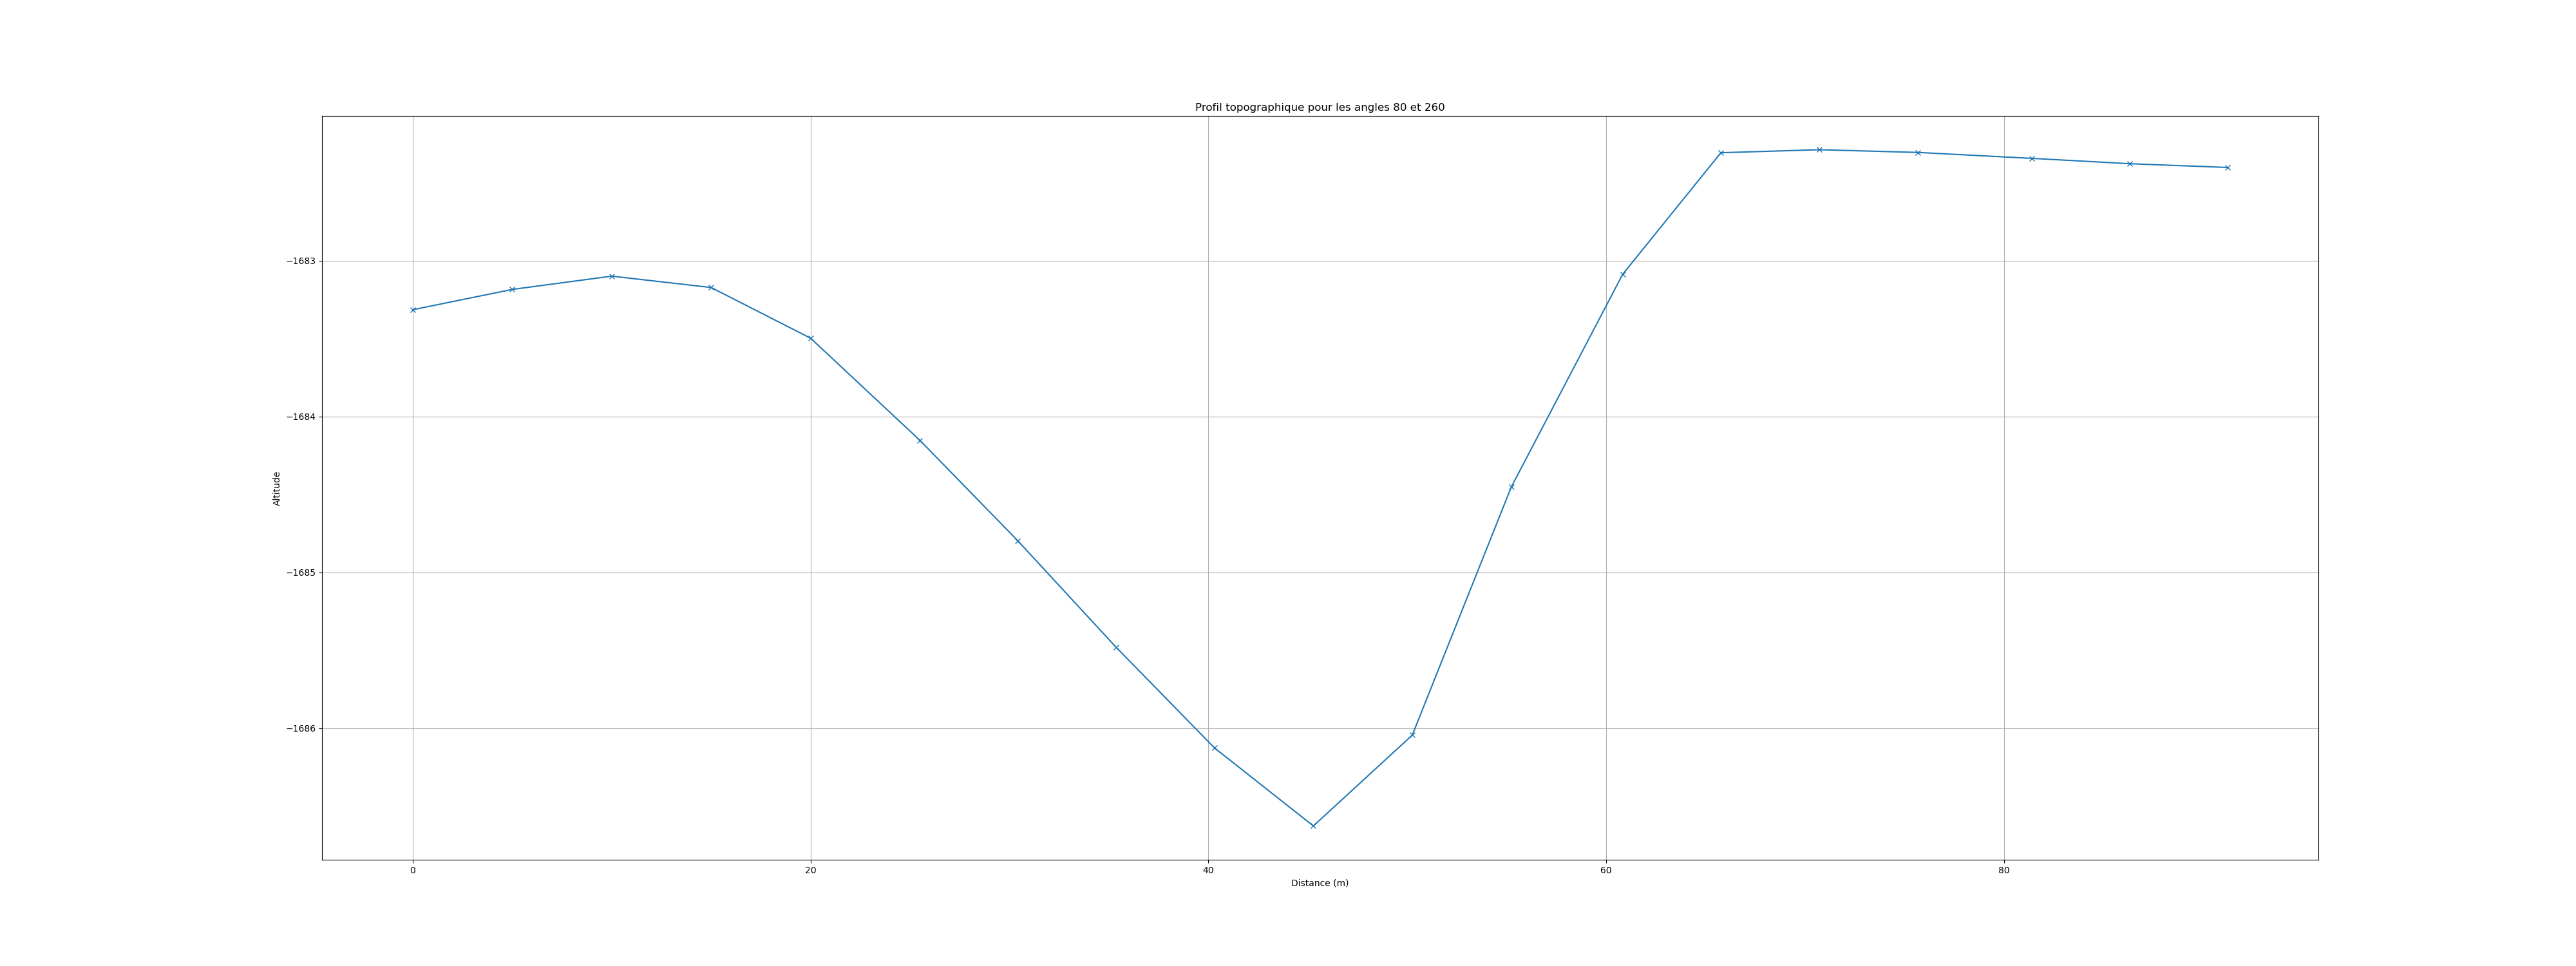 Profil topographique pour les angles 80 et 260
−1683
−1684
−1685
−1686
Altitude
0 20 40 60 80
Distance (m)